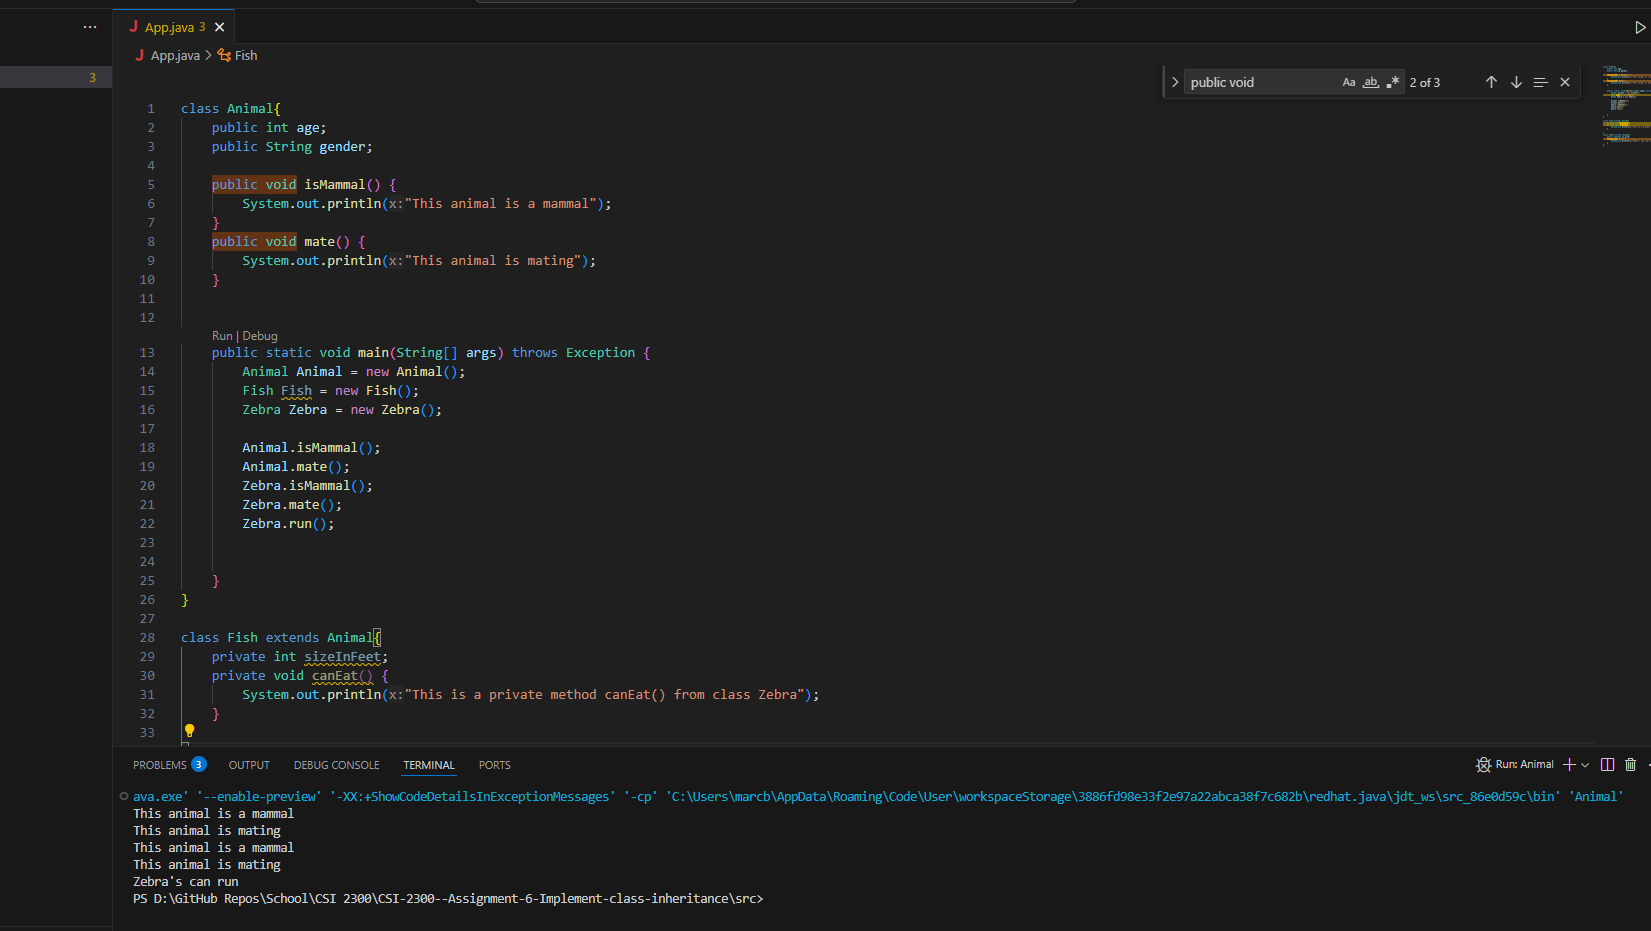 ··· J App.java 3 ×
J App.java > Fish
3
> public void Aa ab .* 2 of 3
1 class Animal{
2 public int age;
3 public String gender;
4
5 public void isMammal() {
6 System.out.println(x:"This animal is a mammal");
7 }
8 public void mate() {
9 System.out.println(x:"This animal is mating");
10 }
11
12
Run | Debug
13 public static void main(String[] args) throws Exception {
14 Animal Animal = new Animal();
15 Fish Fish = new Fish();
16 Zebra Zebra = new Zebra();
17
18 Animal.isMammal();
19 Animal.mate();
20 Zebra.isMammal();
21 Zebra.mate();
22 Zebra.run();
23
24
25 }
26 }
27
28 class Fish extends Animal{
29 private int sizeInFeet;
30 private void canEat() {
31 System.out.println(x:"This is a private method canEat() from class Zebra");
32 }
33
PROBLEMS 3 OUTPUT DEBUG CONSOLE TERMINAL PORTS Run: Animal
ava.exe' '--enable-preview' '-XX:+ShowCodeDetailsInExceptionMessages' '-cp' 'C:\Users\marcb\AppData\Roaming\Code\User\workspaceStorage\3886fd98e33f2e97a22abca38f7c682b\redhat.java\jdt_ws\src_86e0d59c\bin' 'Animal'
This animal is a mammal
This animal is mating
This animal is a mammal
This animal is mating
Zebra's can run
PS D:\GitHub Repos\School\CSI 2300\CSI-2300--Assignment-6-Implement-class-inheritance\src>